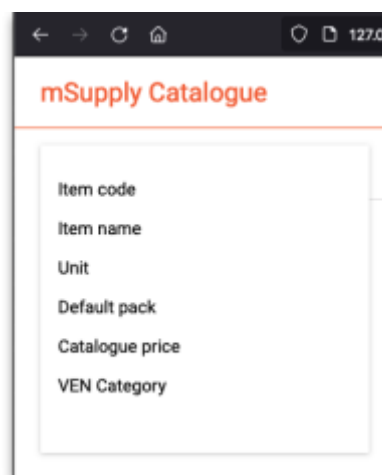 127.0
mSupply Catalogue
Item code
Item name
Unit
Default pack
Catalogue price
VEN Category